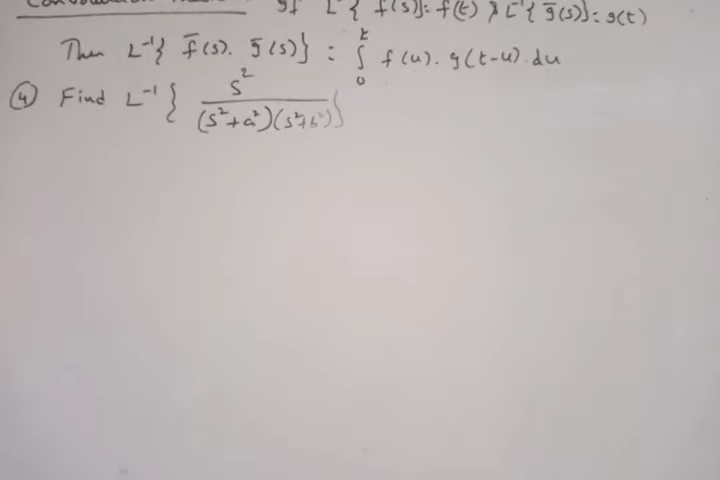 If L⁻¹{ f̄(s)} = f(t) & L⁻¹{ ḡ(s)} = g(t)
Then L⁻¹{ f̄(s). ḡ(s)} = ∫₀ᵗ f(u). g(t-u).du
④ Find L⁻¹{ s² / (s²+a²)(s²+b²) }